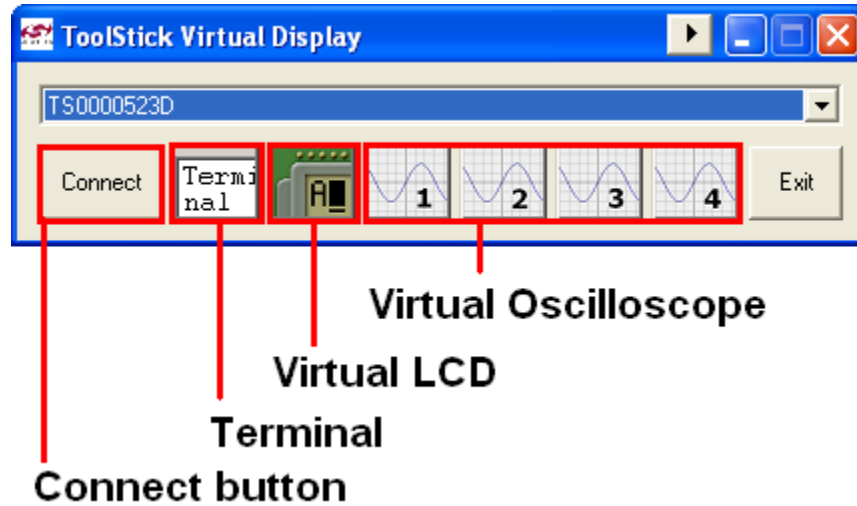 ToolStick Virtual Display
TS0000523D
Connect
Termi
nal
A
1
2
3
4
Exit
Virtual Oscilloscope
Virtual LCD
Terminal
Connect button